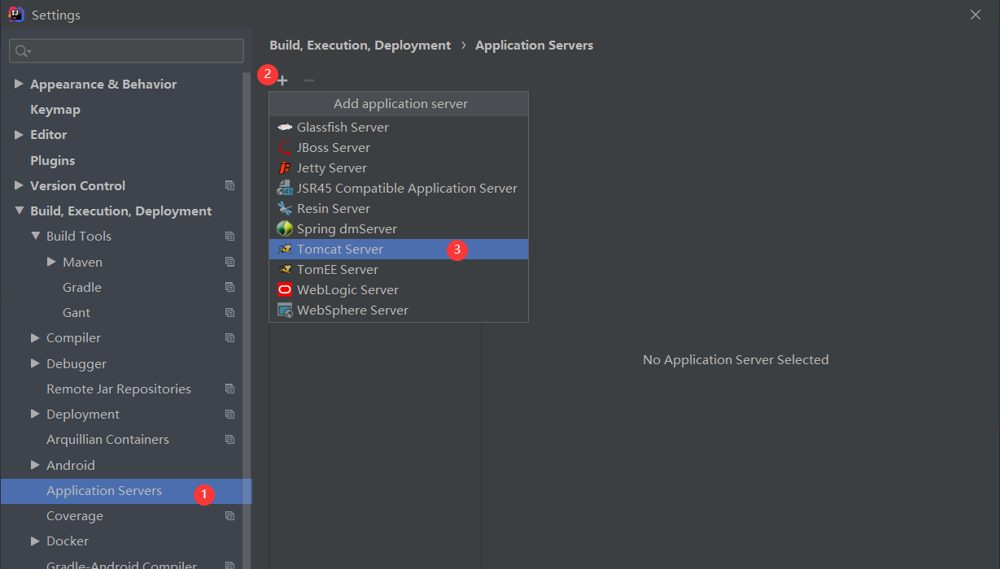 Settings
Appearance & Behavior
Keymap
Editor
Plugins
Version Control
Build, Execution, Deployment
Build Tools
Maven
Gradle
Gant
Compiler
Debugger
Remote Jar Repositories
Deployment
Arquillian Containers
Android
Application Servers
1
Coverage
Docker
Gradle-Android Compiler
Build, Execution, Deployment › Application Servers
2
Add application server
Glassfish Server
JBoss Server
Jetty Server
JSR45 Compatible Application Server
Resin Server
Spring dmServer
Tomcat Server
3
TomEE Server
WebLogic Server
WebSphere Server
No Application Server Selected